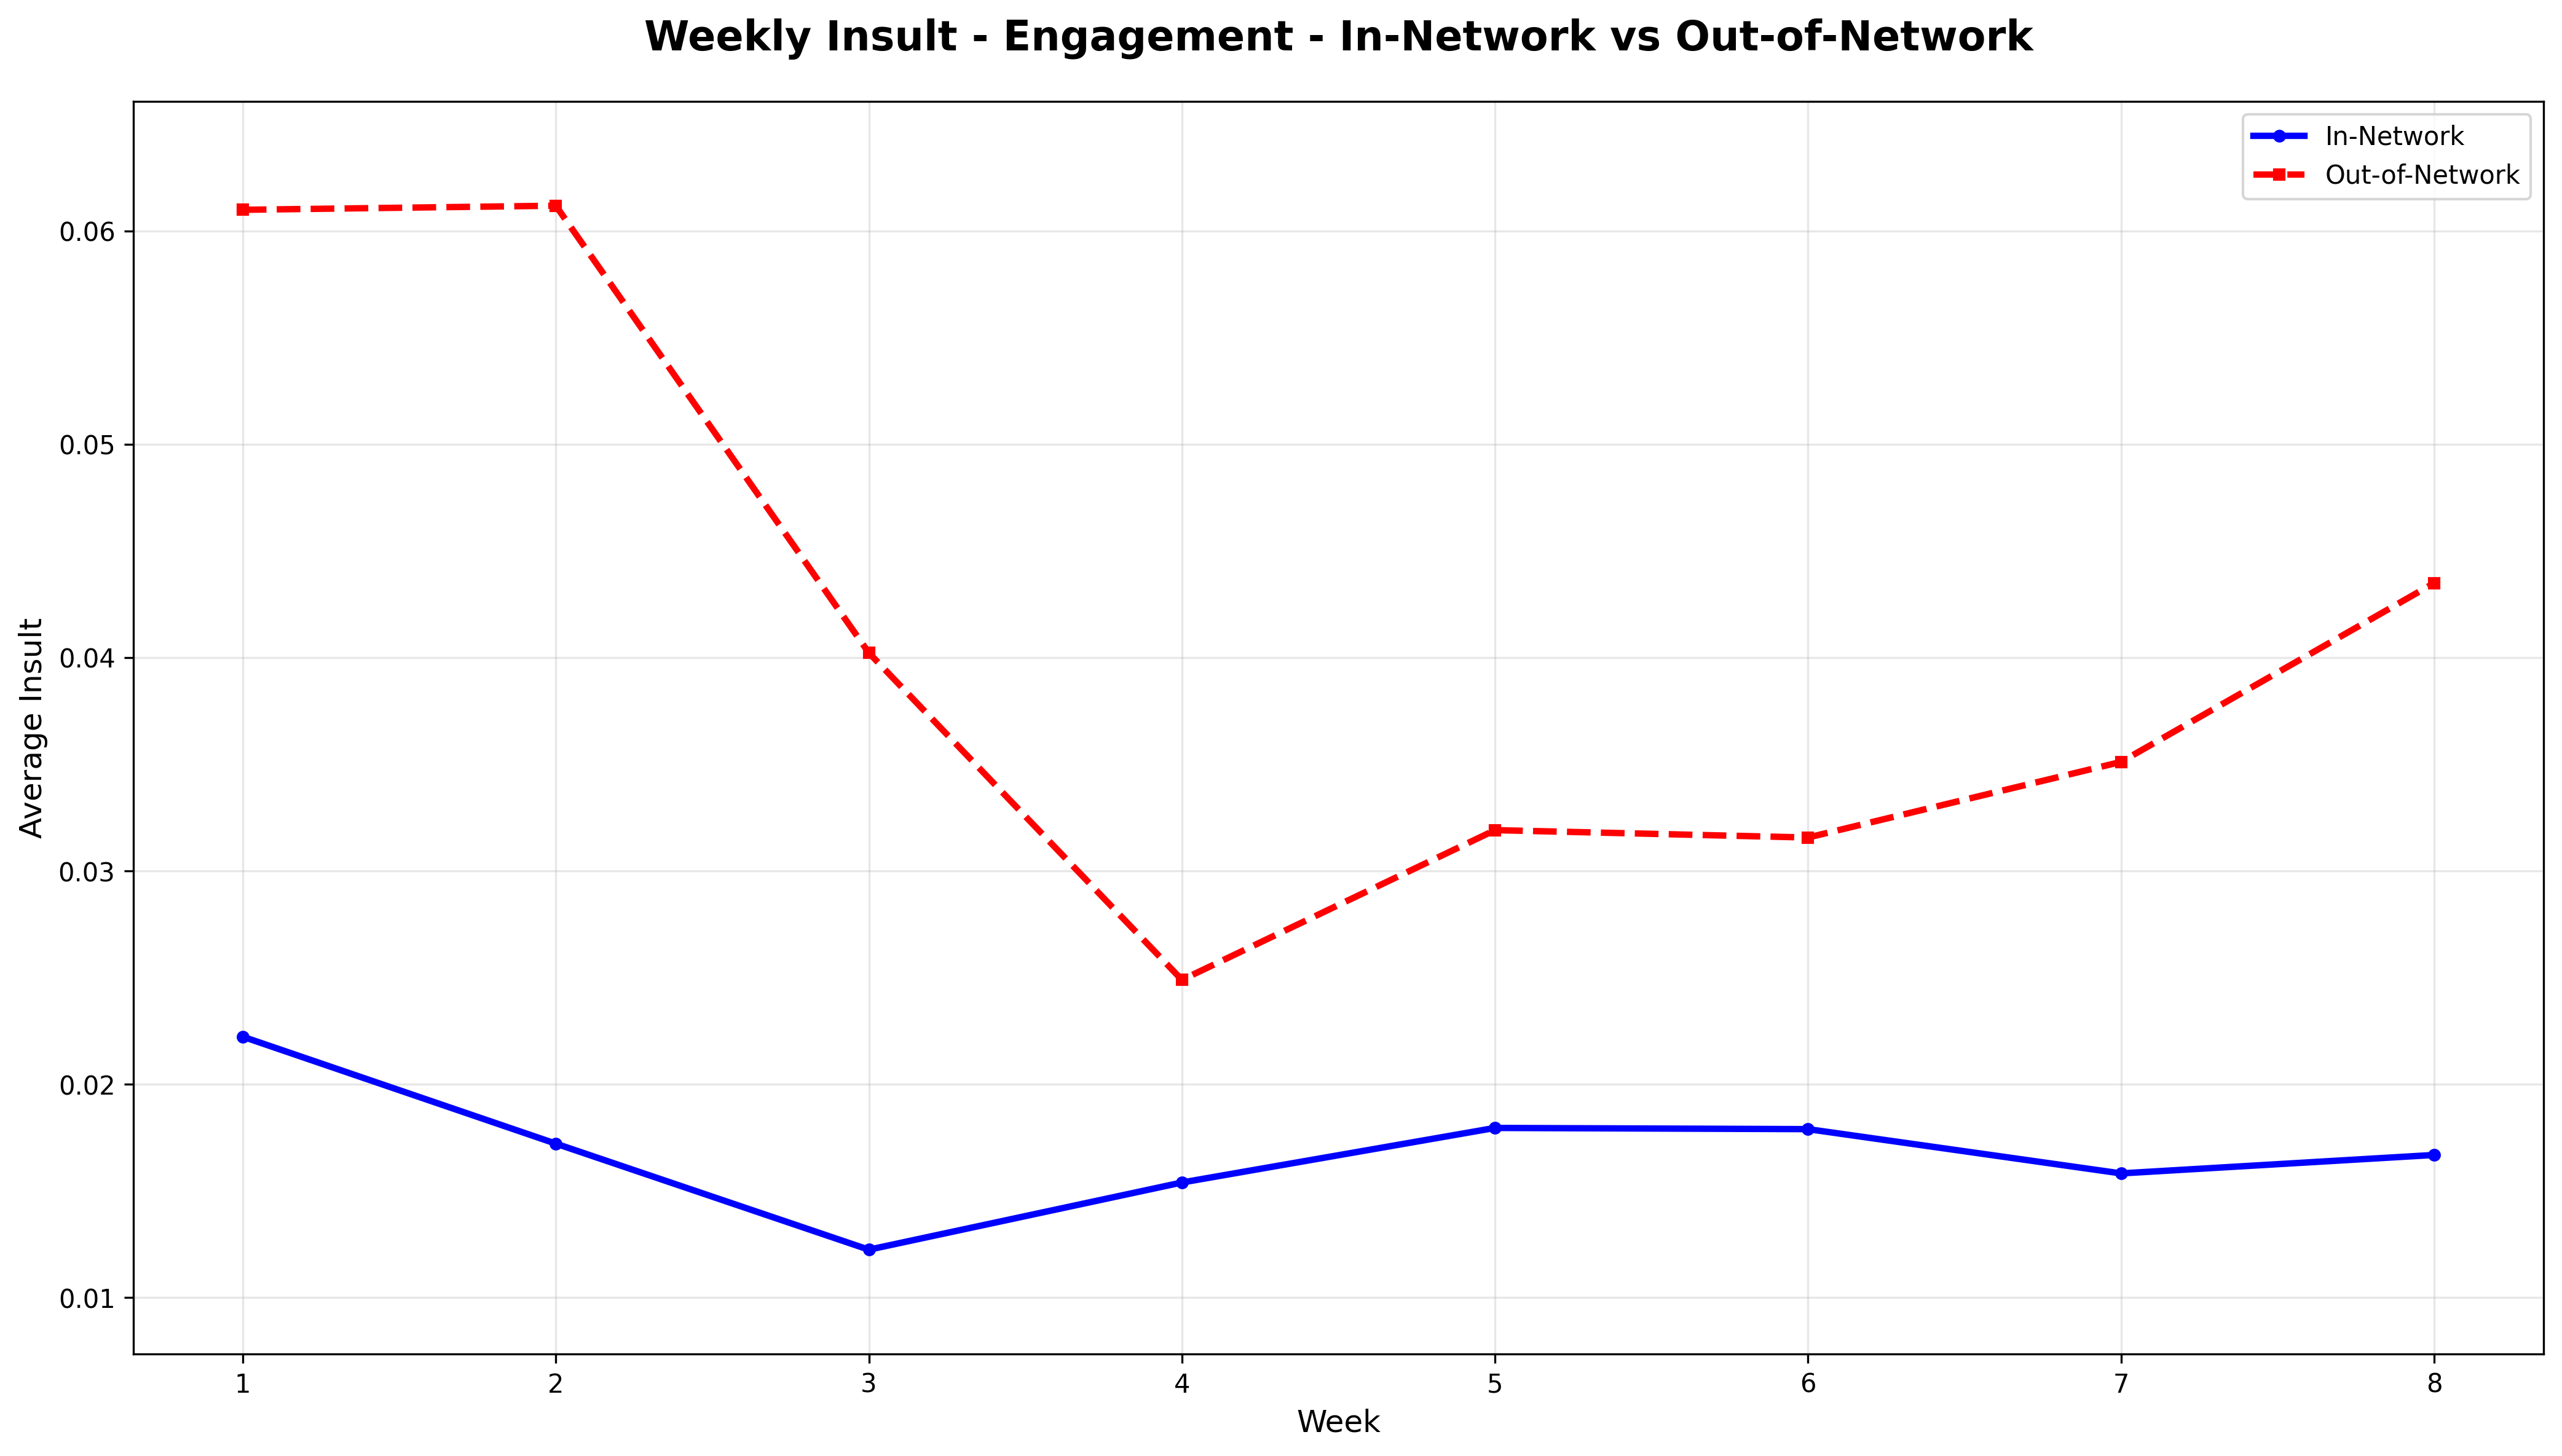 Weekly Insult - Engagement - In-Network vs Out-of-Network
In-Network
Out-of-Network
0.06
0.05
0.04
0.03
0.02
0.01
Average Insult
1 2 3 4 5 6 7 8
Week